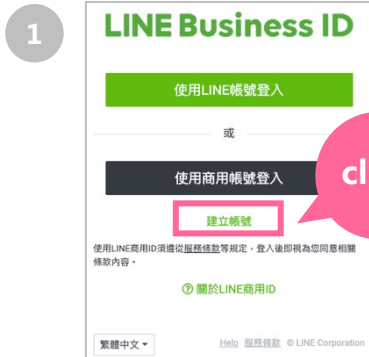 1
LINE Business ID
使用LINE帳號登入
或
使用商用帳號登入
cl
建立帳號
使用LINE商用ID須遵從服務條款等規定,登入後即視為您同意相關
條款內容。
? 關於LINE商用ID
繁體中文 Help 服務條款 © LINE Corporation